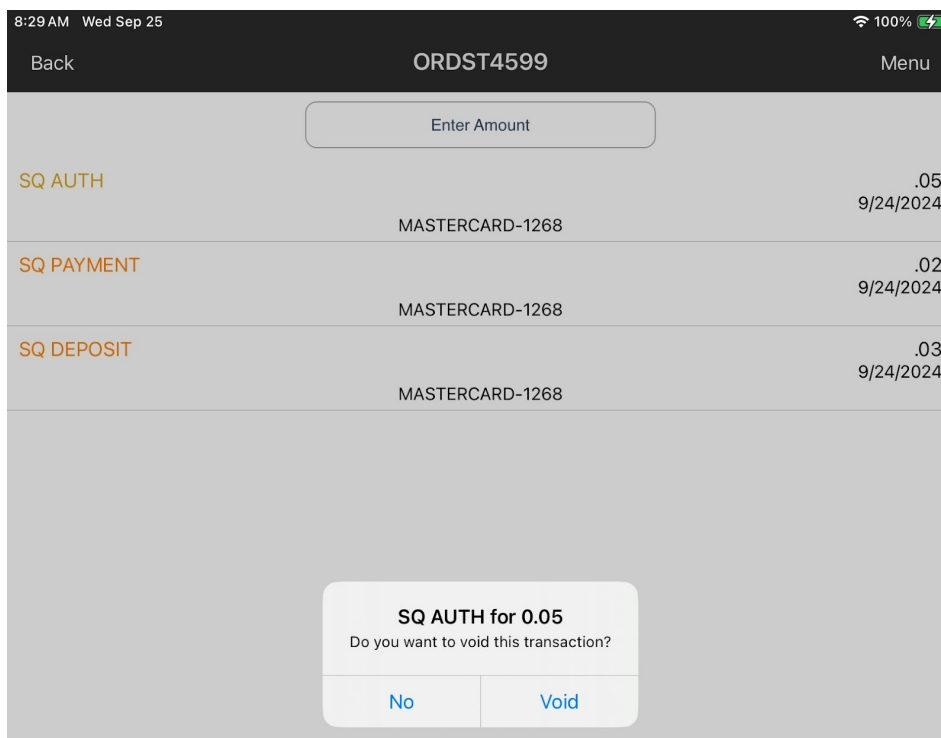 8:29 AM Wed Sep 25 100%
Back ORDST4599 Menu
Enter Amount
SQ AUTH .05
9/24/2024
MASTERCARD-1268
SQ PAYMENT .02
9/24/2024
MASTERCARD-1268
SQ DEPOSIT .03
9/24/2024
MASTERCARD-1268
SQ AUTH for 0.05
Do you want to void this transaction?
No Void